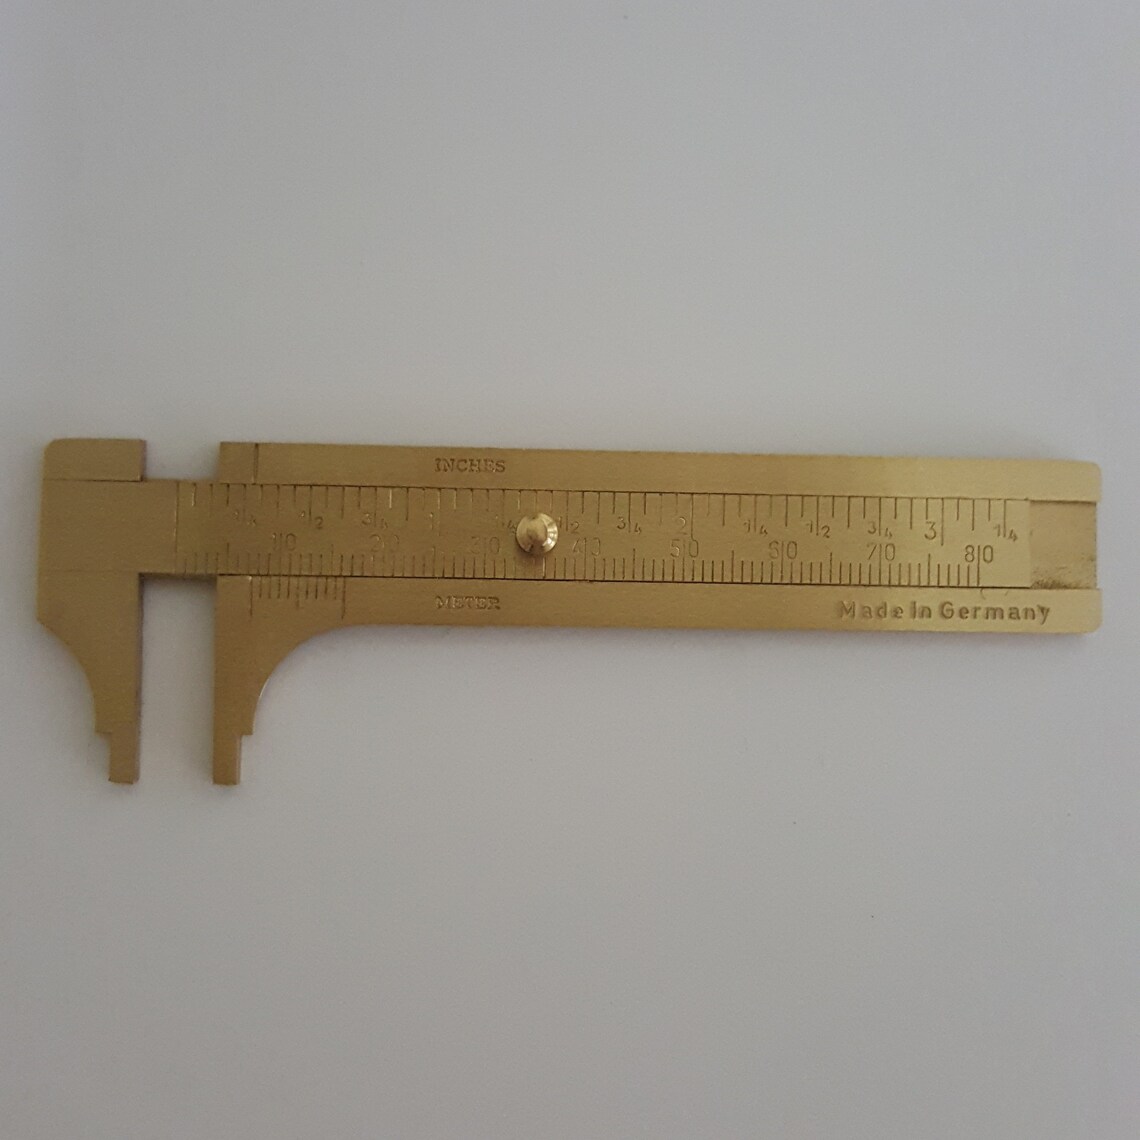 INCHES
1/4 1/2 3/4 1 1/4 1/2 3/4 2 1/4 1/2 3/4 3 1/4
10 20 30 40 50 60 70 80
METER
Made in Germany